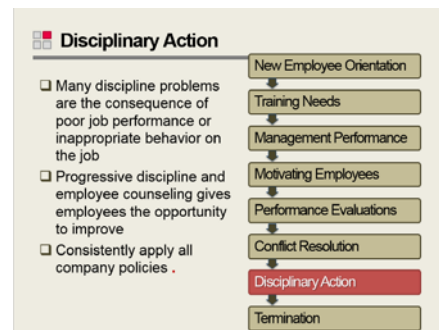 Disciplinary Action
Many discipline problems
are the consequence of
poor job performance or
inappropriate behavior on
the job
Progressive discipline and
employee counseling gives
employees the opportunity
to improve
Consistently apply all
company policies .
New Employee Orientation
Training Needs
Management Performance
Motivating Employees
Performance Evaluations
Conflict Resolution
Disciplinary Action
Termination